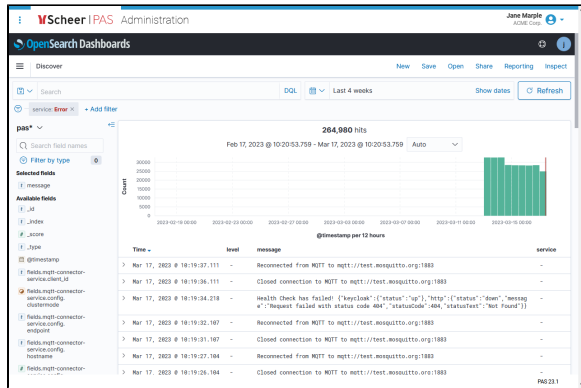 Scheer PAS Administration
Jane Marple
ACME Corp.
OpenSearch Dashboards
j
Discover
New Save Open Share Reporting Inspect
Search
DQL
Last 4 weeks
Show dates
Refresh
service: Error ×
+ Add filter
pas*
Search field names
Filter by type 0
Selected fields
t message
Available fields
t _id
t _index
# _score
t _type
@timestamp
t fields.mqtt-connector-
service.client_id
fields.mqtt-connector-
service.config.
clustermode
t fields.mqtt-connector-
service.config.
endpoint
t fields.mqtt-connector-
service.config.
hostname
# fields.mqtt-connector-
264,980 hits
Feb 17, 2023 @ 10:20:53.759 - Mar 17, 2023 @ 10:20:53.759 Auto
Count
30000
25000
20000
15000
10000
5000
0
2023-02-19 00:00 2023-02-23 00:00 2023-02-27 00:00 2023-03-03 00:00 2023-03-07 00:00 2023-03-11 00:00 2023-03-15 00:00
@timestamp per 12 hours
Time level message service
> Mar 17, 2023 @ 10:19:37.111 - Reconnected from MQTT to mqtt://test.mosquitto.org:1883 -
> Mar 17, 2023 @ 10:19:36.111 - Closed connection to MQTT to mqtt://test.mosquitto.org:1883 -
> Mar 17, 2023 @ 10:19:34.218 - Health Check has failed! {"keycloak":{"status":"up"},"http":{"status":"down","messag -
e":"Request failed with status code 404","statusCode":404,"statusText":"Not Found"}}
> Mar 17, 2023 @ 10:19:32.107 - Reconnected from MQTT to mqtt://test.mosquitto.org:1883 -
> Mar 17, 2023 @ 10:19:31.107 - Closed connection to MQTT to mqtt://test.mosquitto.org:1883 -
> Mar 17, 2023 @ 10:19:27.104 - Reconnected from MQTT to mqtt://test.mosquitto.org:1883 -
> Mar 17, 2023 @ 10:19:26.104 - Closed connection to MQTT to mqtt://test.mosquitto.org:1883 -
PAS 23.1